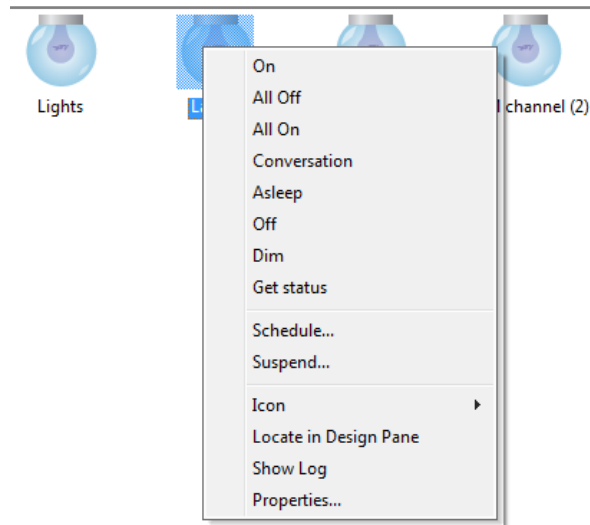 Lights
channel (2)
On
All Off
All On
Conversation
Asleep
Off
Dim
Get status
Schedule...
Suspend...
Icon
Locate in Design Pane
Show Log
Properties...